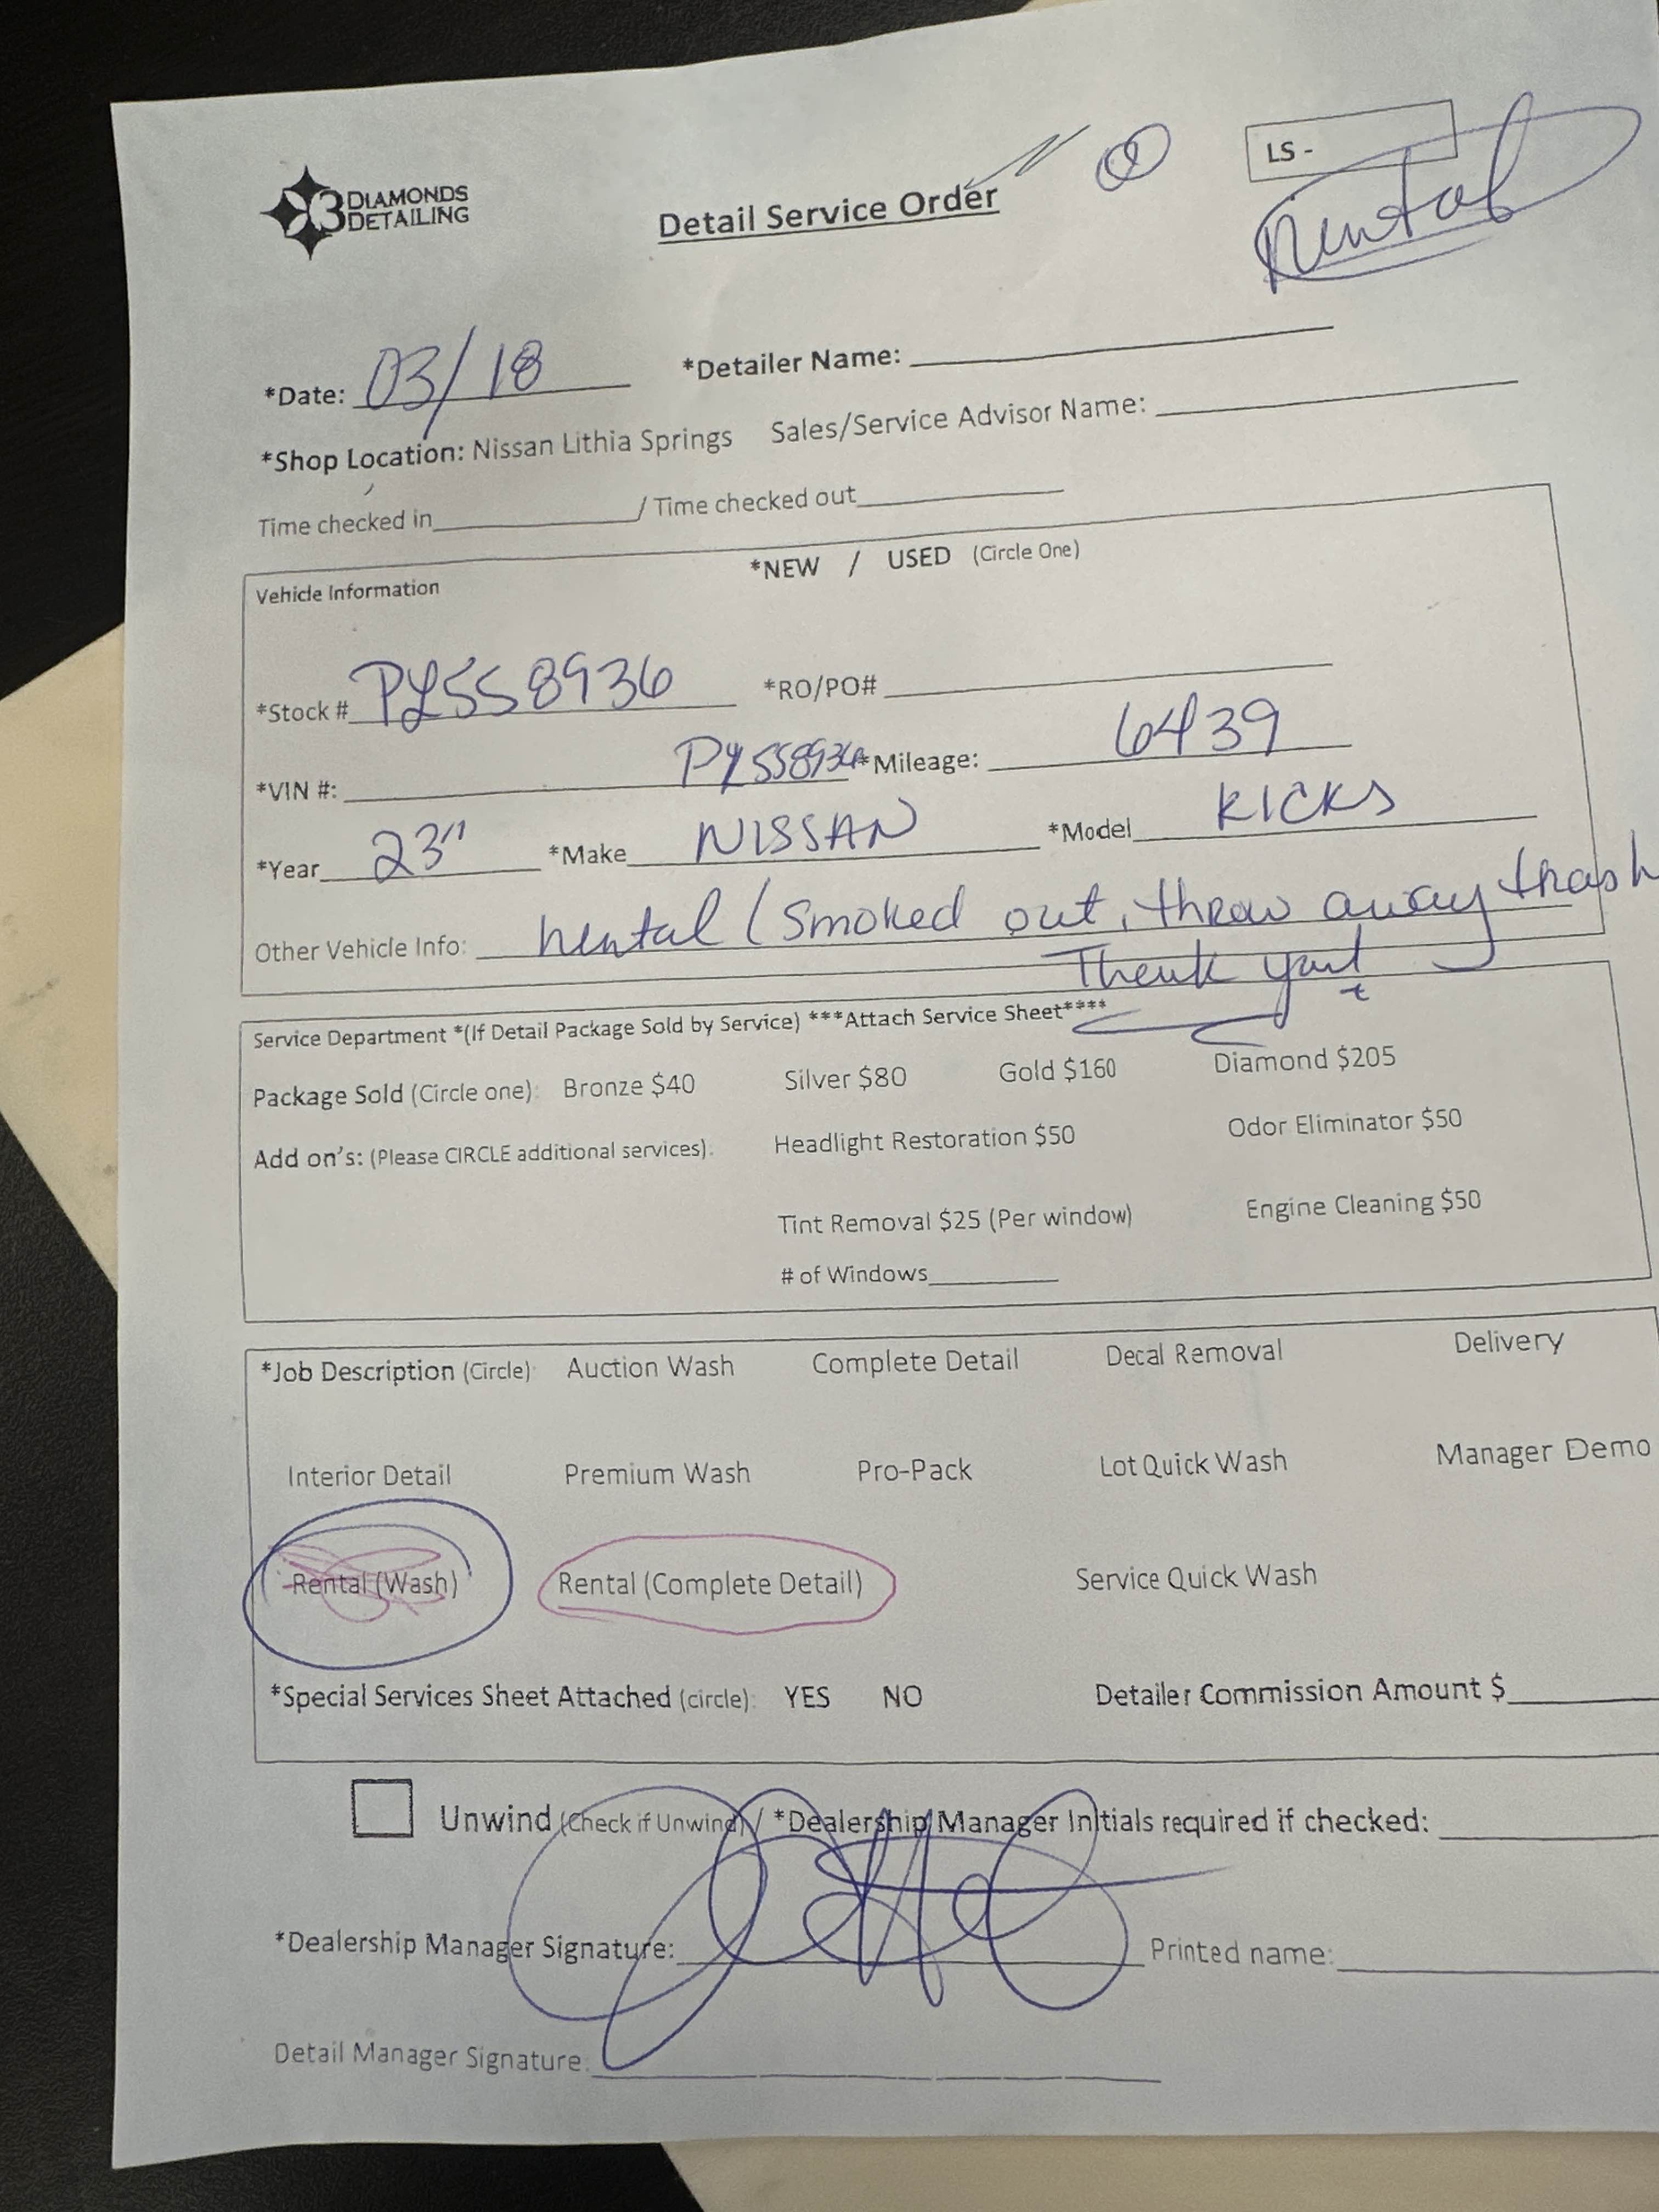 3 DIAMONDS
DETAILING
Detail Service Order
LS -
Rental
*Date: 03/18 *Detailer Name:
*Shop Location: Nissan Lithia Springs Sales/Service Advisor Name:
Time checked in / Time checked out
Vehicle Information *NEW / USED (Circle One)
*Stock # PL558936 *RO/PO#
*VIN #: PL558936 *Mileage: 6439
*Year 23" *Make NISSAN *Model KICKS
Other Vehicle Info: rental (smoked out, throw away trash
Thank you!
Service Department *(If Detail Package Sold by Service) ***Attach Service Sheet****
Package Sold (Circle one): Bronze $40 Silver $80 Gold $160 Diamond $205
Add on's: (Please CIRCLE additional services): Headlight Restoration $50 Odor Eliminator $50
Tint Removal $25 (Per window) Engine Cleaning $50
# of Windows
*Job Description (Circle): Auction Wash Complete Detail Decal Removal Delivery
Interior Detail Premium Wash Pro-Pack Lot Quick Wash Manager Demo
Rental (Wash) Rental (Complete Detail) Service Quick Wash
*Special Services Sheet Attached (circle): YES NO Detailer Commission Amount $
Unwind (Check if Unwind) / *Dealership Manager Initials required if checked:
*Dealership Manager Signature: Printed name:
Detail Manager Signature: